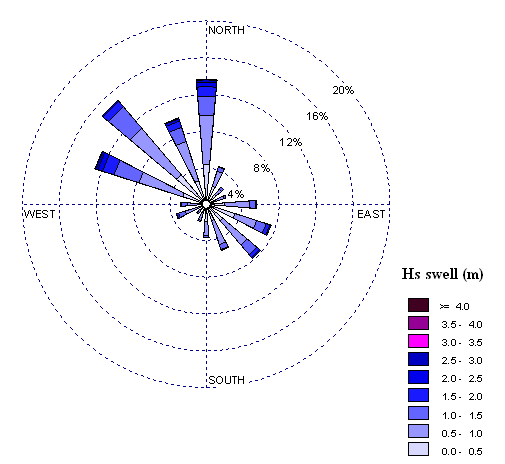 NORTH
20%
16%
12%
8%
4%
WEST
EAST
SOUTH
Hs swell (m)
>= 4.0
3.5 - 4.0
3.0 - 3.5
2.5 - 3.0
2.0 - 2.5
1.5 - 2.0
1.0 - 1.5
0.5 - 1.0
0.0 - 0.5